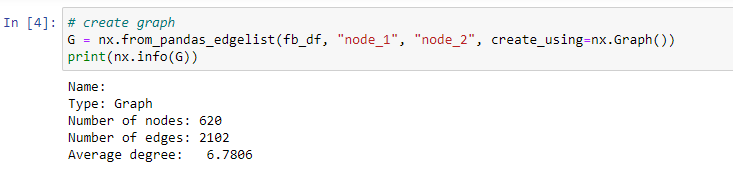 In [4]: # create graph
G = nx.from_pandas_edgelist(fb_df, "node_1", "node_2", create_using=nx.Graph())
print(nx.info(G))
Name:
Type: Graph
Number of nodes: 620
Number of edges: 2102
Average degree:   6.7806